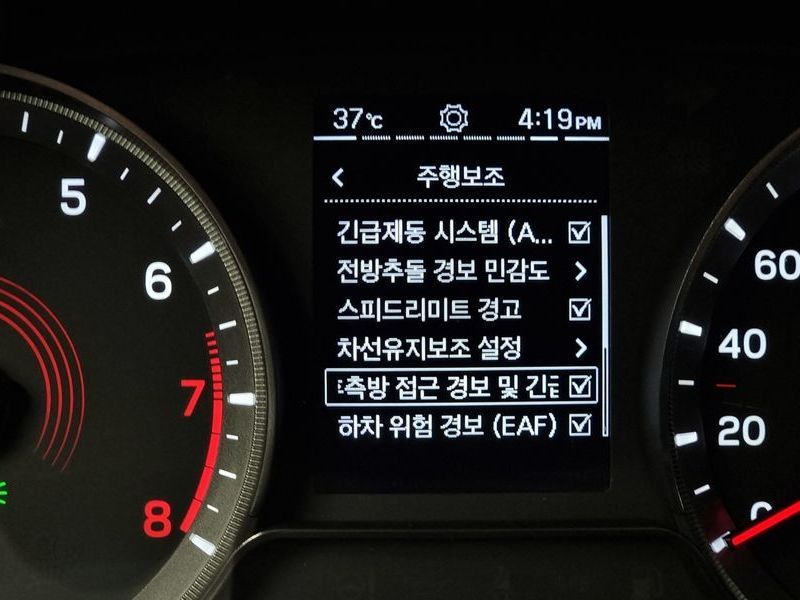 37℃ 4:19PM
주행보조
긴급제동 시스템 (A...
전방추돌 경보 민감도
스피드리미트 경고
차선유지보조 설정
측방 접근 경보 및 긴
하차 위험 경보 (EAF)
5
6
7
8
60
40
20
0